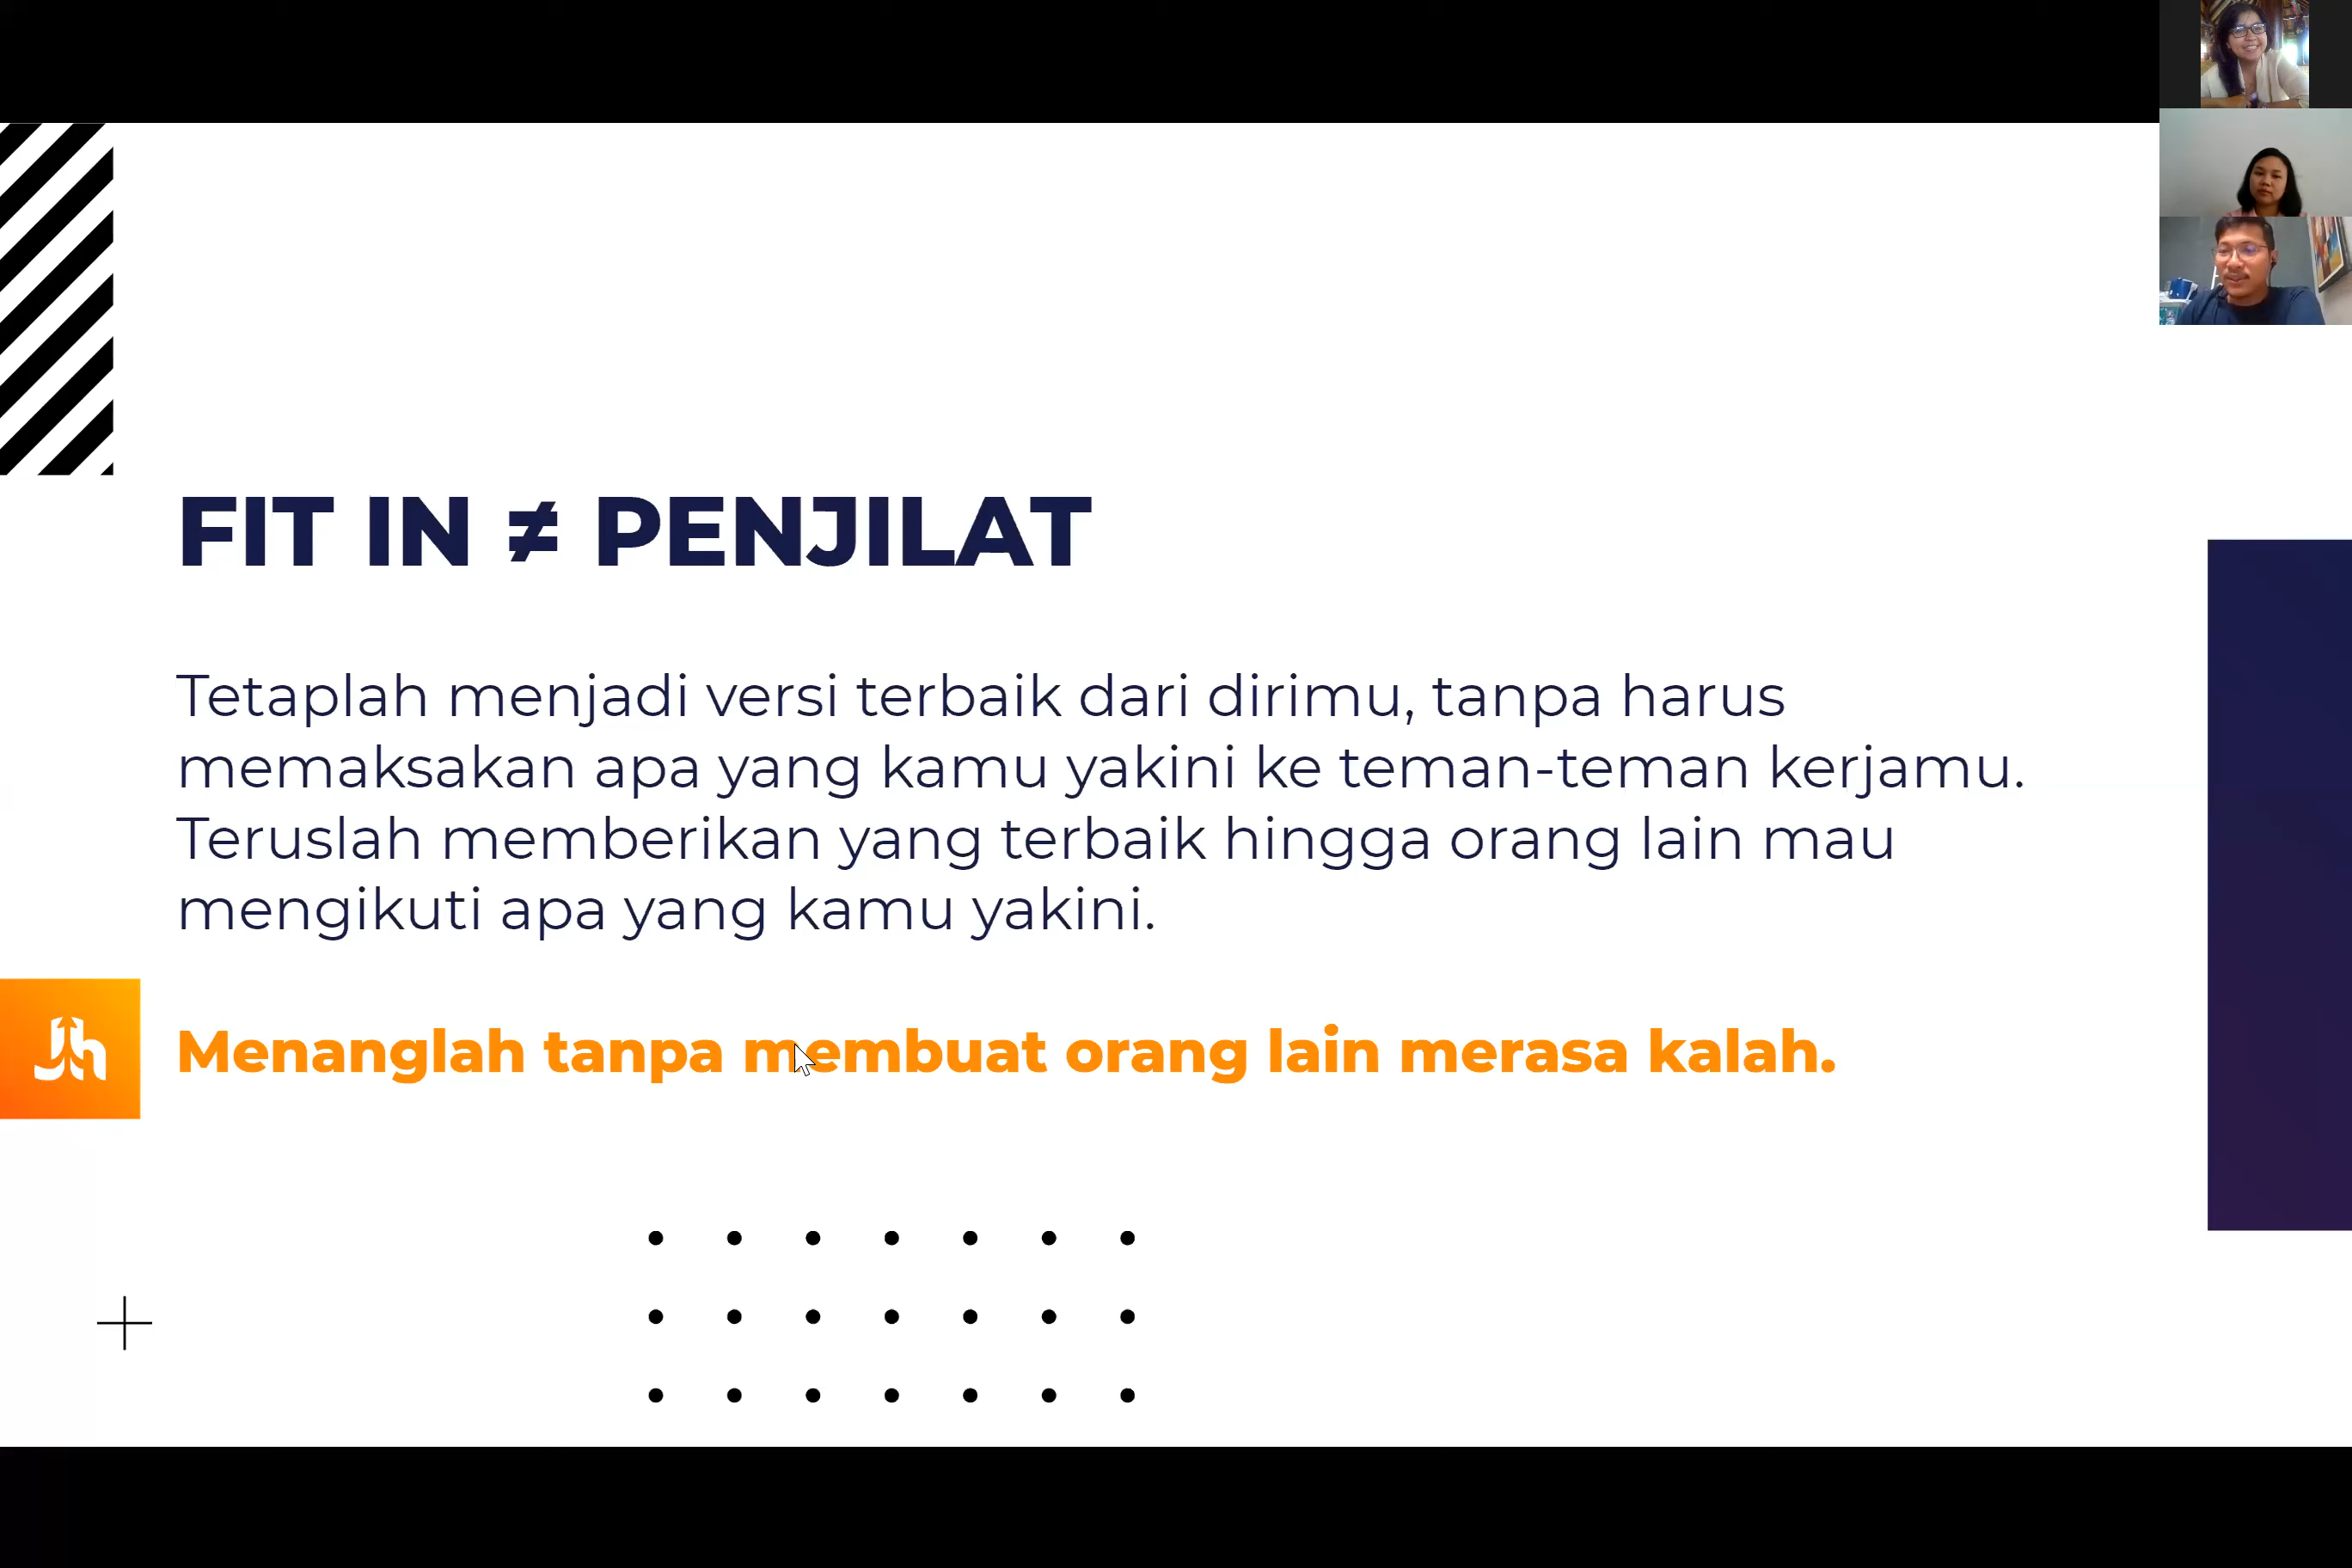 FIT IN ≠ PENJILAT
Tetaplah menjadi versi terbaik dari dirimu, tanpa harus
memaksakan apa yang kamu yakini ke teman-teman kerjamu.
Teruslah memberikan yang terbaik hingga orang lain mau
mengikuti apa yang kamu yakini.
Menanglah tanpa membuat orang lain merasa kalah.